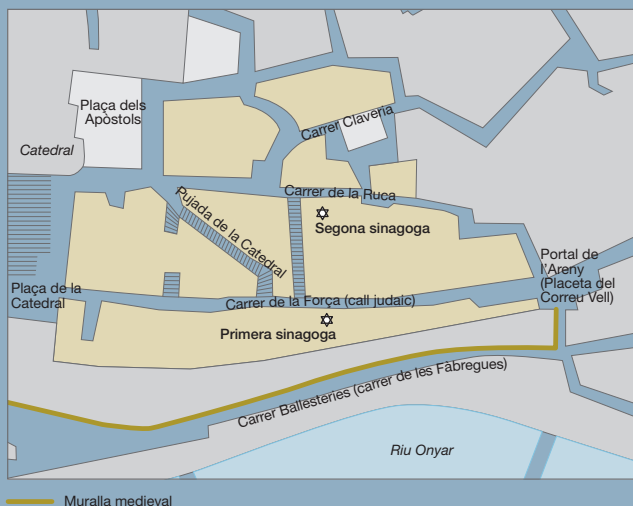 Plaça dels
Apòstols
Carrer Claveria
Catedral
Carrer de la Ruca
Pujada de la Catedral
Segona sinagoga
Portal de
l'Areny
(Placeta del
Correu Vell)
Plaça de la
Catedral
Carrer de la Força (call judaic)
Primera sinagoga
Carrer Ballesteries (carrer de les Fàbregues)
Riu Onyar
Muralla medieval